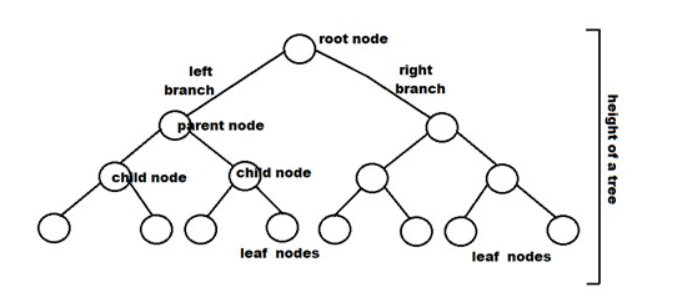 root node
left
branch
right
branch
parent node
child node
child node
leaf nodes
leaf nodes
height of a tree